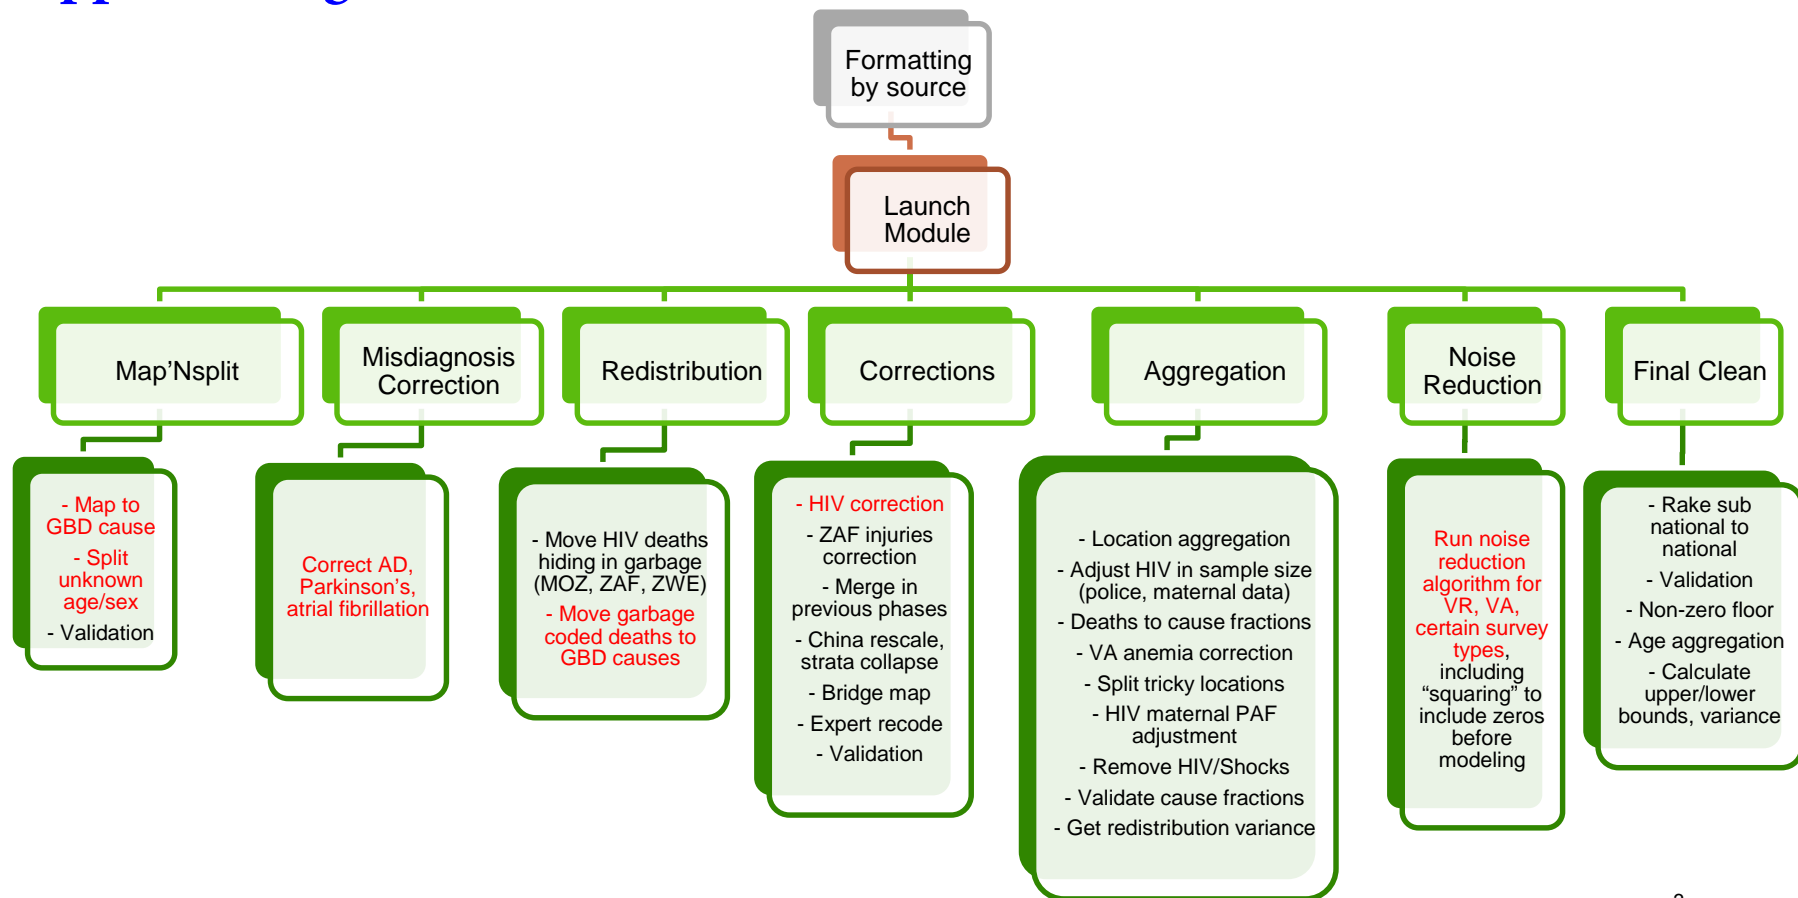 Formatting
by source
Launch
Module
Map'Nsplit
Misdiagnosis
Correction
Redistribution
Corrections
Aggregation
Noise
Reduction
Final Clean
- Map to
GBD cause
- Split
unknown
age/sex
- Validation
Correct AD,
Parkinson's,
atrial fibrillation
- Move HIV deaths
hiding in garbage
(MOZ, ZAF, ZWE)
- Move garbage
coded deaths to
GBD causes
- HIV correction
- ZAF injuries
correction
- Merge in
previous phases
- China rescale,
strata collapse
- Bridge map
- Expert recode
- Validation
- Location aggregation
- Adjust HIV in sample size
(police, maternal data)
- Deaths to cause fractions
- VA anemia correction
- Split tricky locations
- HIV maternal PAF
adjustment
- Remove HIV/Shocks
- Validate cause fractions
- Get redistribution variance
Run noise
reduction
algorithm for
VR, VA,
certain survey
types,
including
“squaring” to
include zeros
before
modeling
- Rake sub
national to
national
- Validation
- Non-zero floor
- Age aggregation
- Calculate
upper/lower
bounds, variance